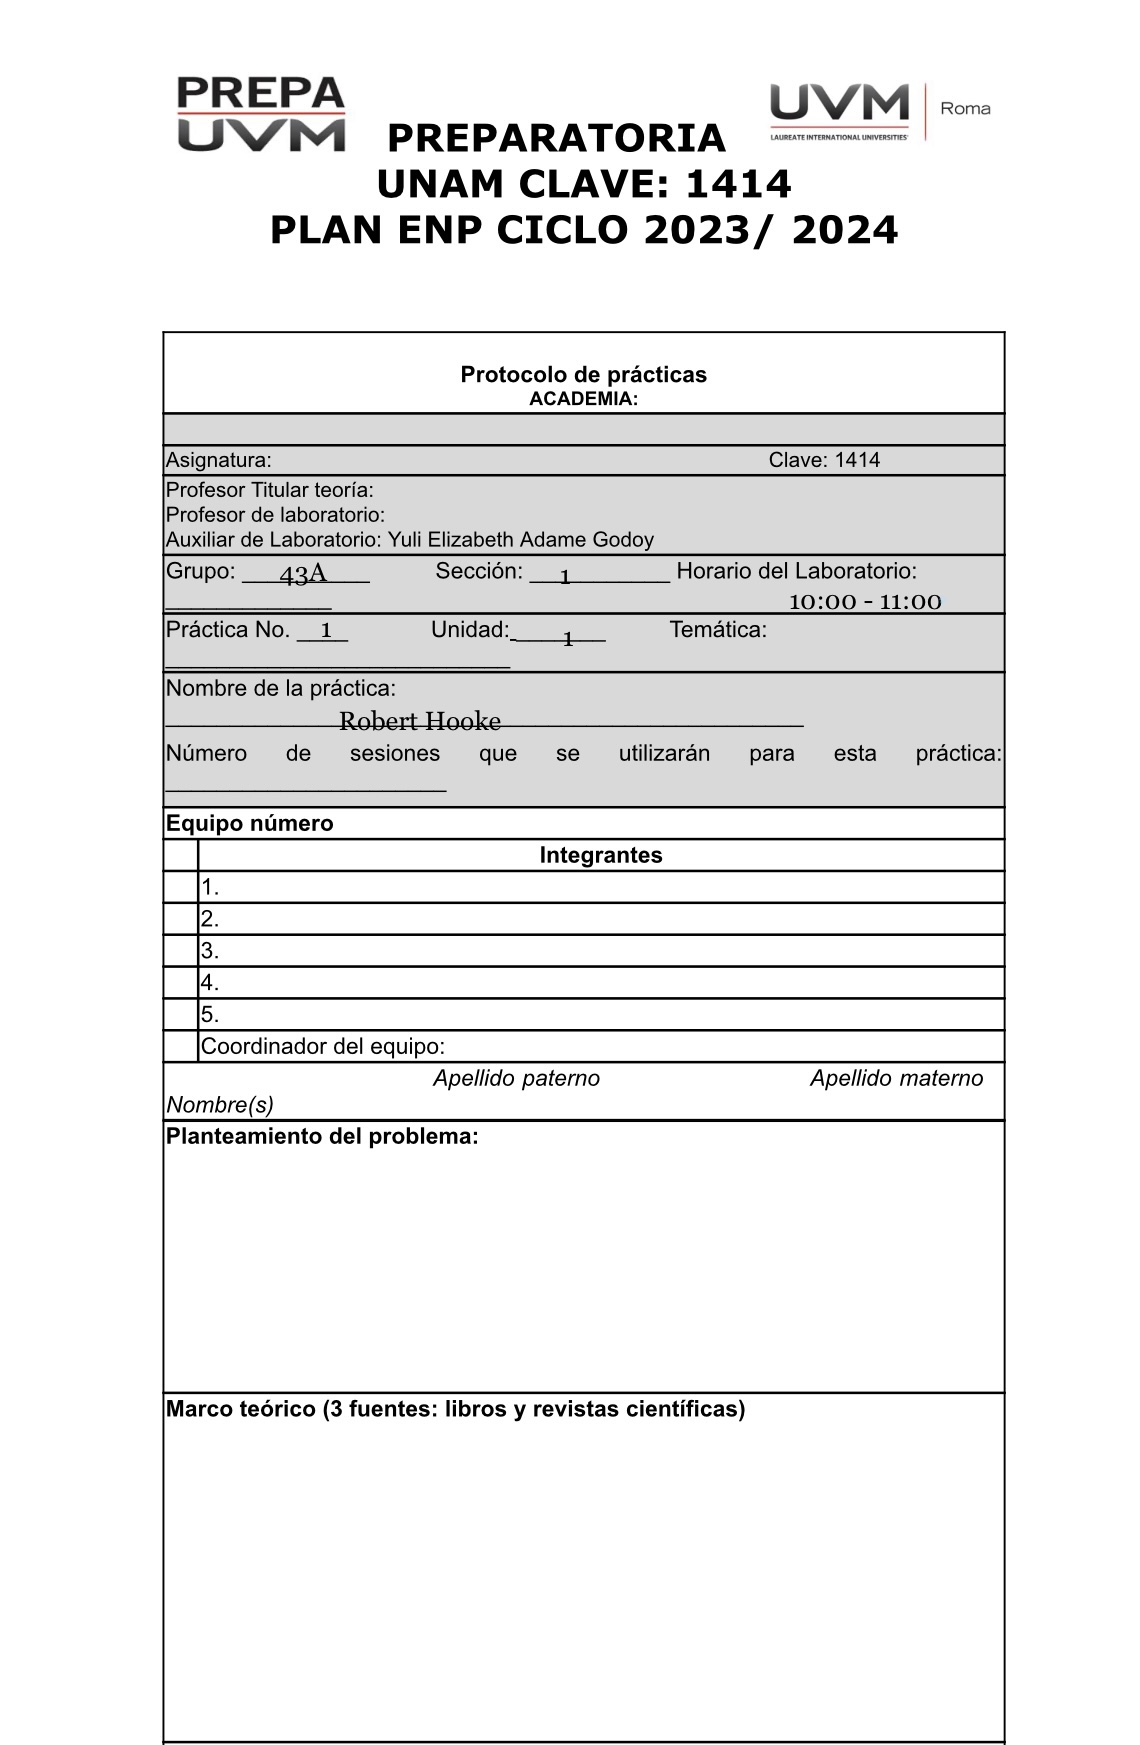 PREPA
UVM
UVM
LAUREATE INTERNATIONAL UNIVERSITIES
Roma
PREPARATORIA
UNAM CLAVE: 1414
PLAN ENP CICLO 2023/ 2024
Protocolo de prácticas
ACADEMIA:
Asignatura: Clave: 1414
Profesor Titular teoría:
Profesor de laboratorio:
Auxiliar de Laboratorio: Yuli Elizabeth Adame Godoy
Grupo: 43A Sección: 1 Horario del Laboratorio:
10:00 - 11:00
Práctica No. 1 Unidad: 1 Temática:
Nombre de la práctica:
Robert Hooke
Número de sesiones que se utilizarán para esta práctica:
Equipo número
Integrantes
1.
2.
3.
4.
5.
Coordinador del equipo:
Apellido paterno Apellido materno
Nombre(s)
Planteamiento del problema:
Marco teórico (3 fuentes: libros y revistas científicas)